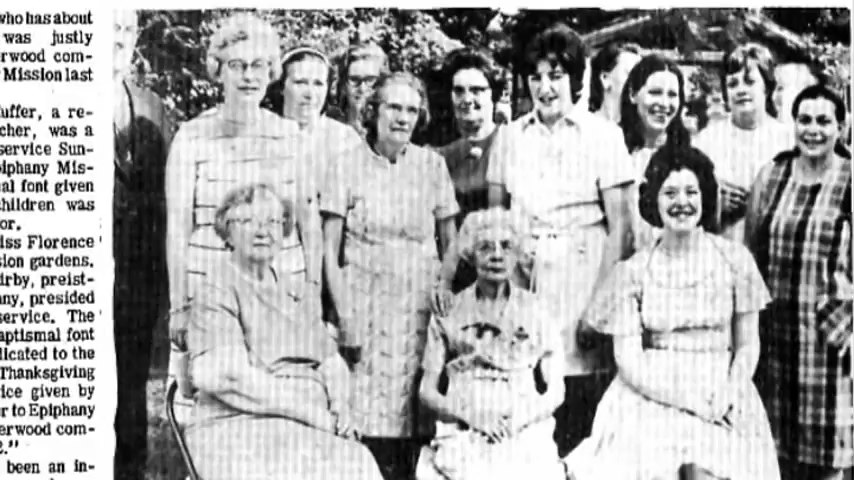 who has about
was justly
rwood com-
Mission last
uffer, a re-
cher, was a
service Sun-
piphany Mis-
al font given
children was
or.
iss Florence
sion gardens.
irby, preist-
any, presided
service. The
aptismal font
dicated to the
Thanksgiving
ice given by
r to Epiphany
erwood com-
."
been an in-